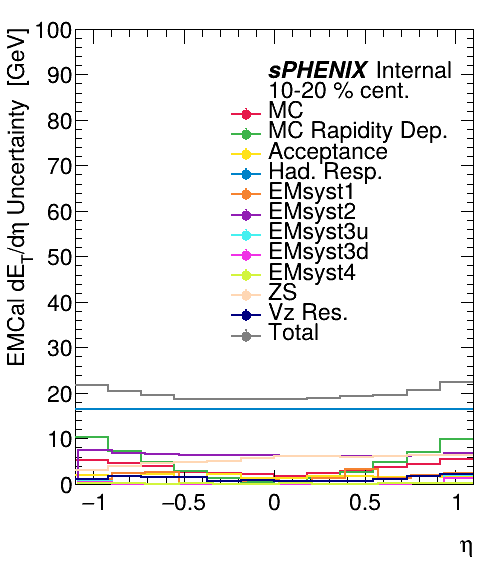 EMCal dE_T/dη Uncertainty [GeV]
100
90
80
70
60
50
40
30
20
10
0
sPHENIX Internal
10-20 % cent.
MC
MC Rapidity Dep.
Acceptance
Had. Resp.
EMsyst1
EMsyst2
EMsyst3u
EMsyst3d
EMsyst4
ZS
Vz Res.
Total
−1 −0.5 0 0.5 1
η